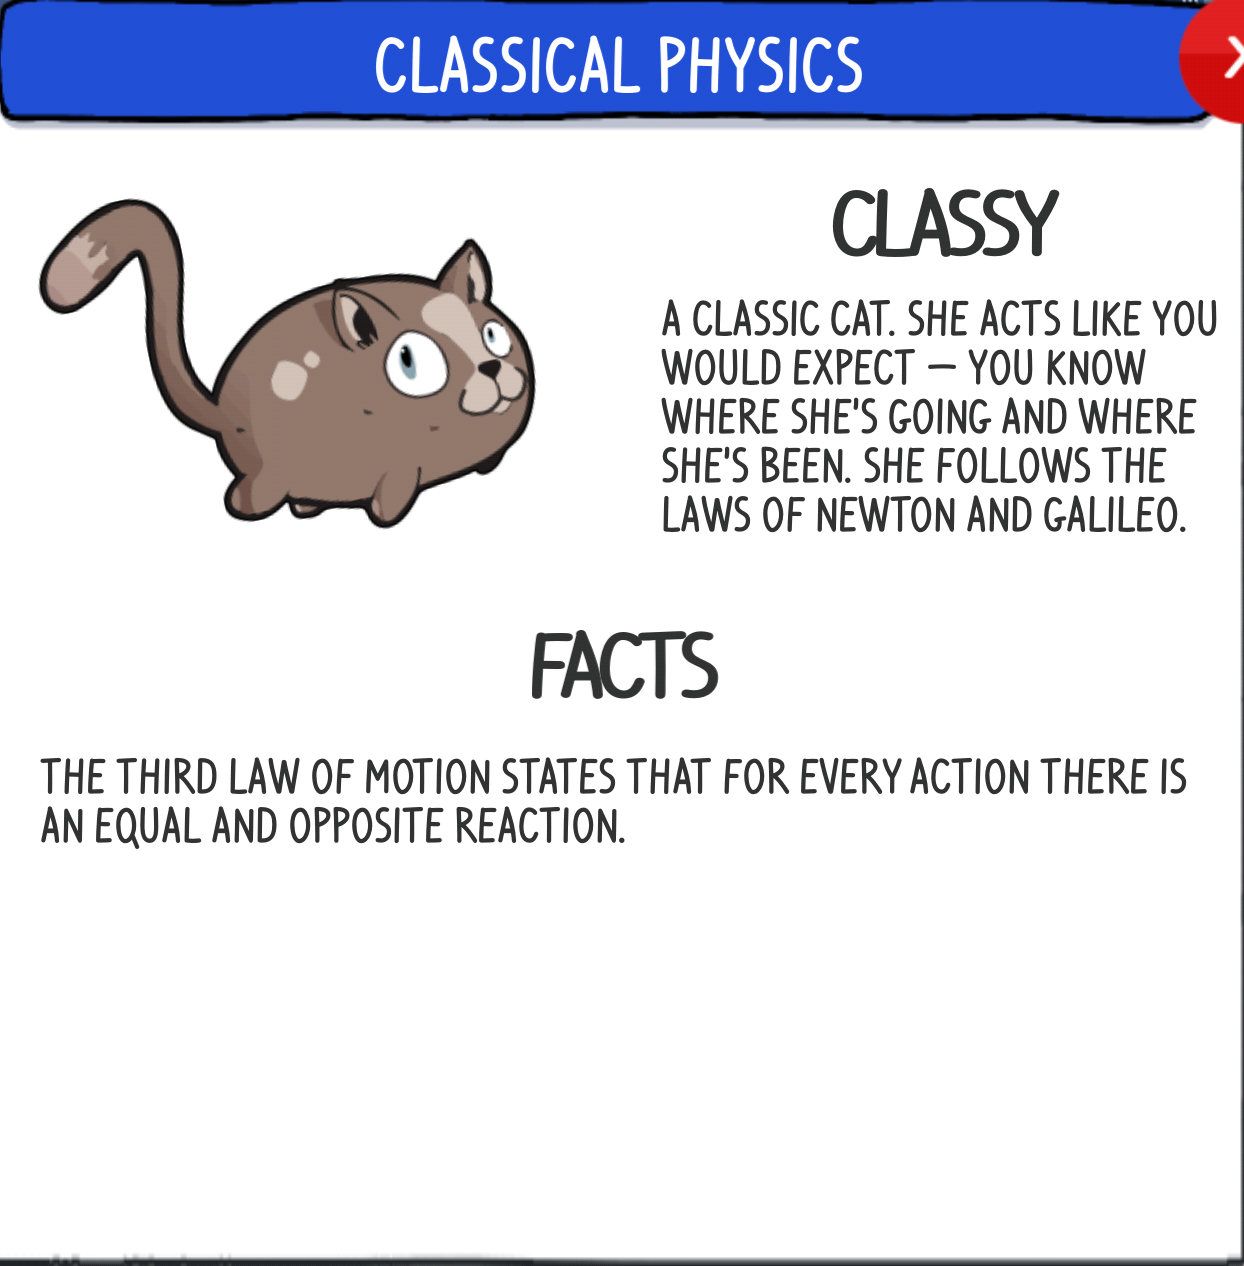 CLASSICAL PHYSICS
X
CLASSY
A CLASSIC CAT. SHE ACTS LIKE YOU
WOULD EXPECT – YOU KNOW
WHERE SHE'S GOING AND WHERE
SHE'S BEEN. SHE FOLLOWS THE
LAWS OF NEWTON AND GALILEO.
FACTS
THE THIRD LAW OF MOTION STATES THAT FOR EVERY ACTION THERE IS
AN EQUAL AND OPPOSITE REACTION.